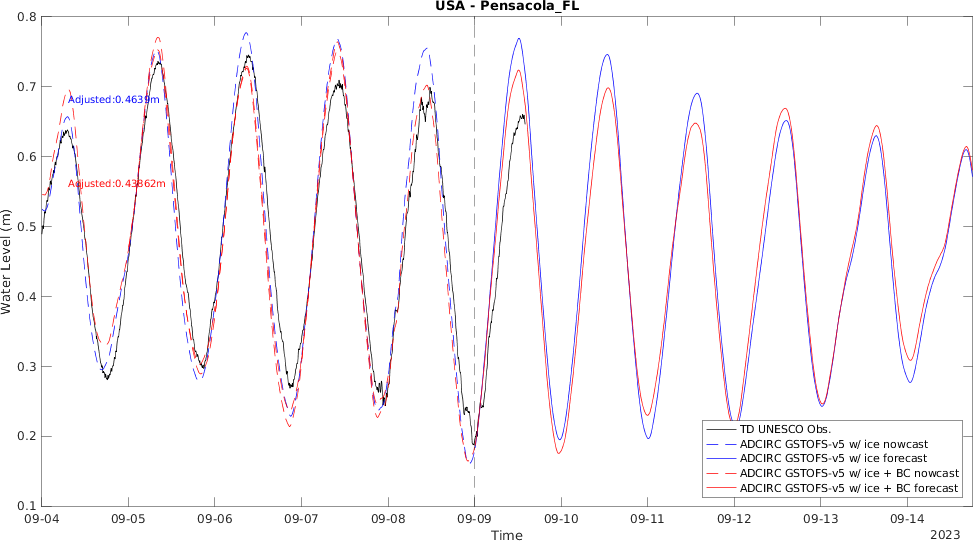 USA - Pensacola_FL
0.8
0.7
0.6
0.5
0.4
0.3
0.2
0.1
Water Level (m)
Adjusted:0.4639m
Adjusted:0.43862m
TD UNESCO Obs.
ADCIRC GSTOFS-v5 w/ ice nowcast
ADCIRC GSTOFS-v5 w/ ice forecast
ADCIRC GSTOFS-v5 w/ ice + BC nowcast
ADCIRC GSTOFS-v5 w/ ice + BC forecast
09-04 09-05 09-06 09-07 09-08 09-09 09-10 09-11 09-12 09-13 09-14
Time
2023